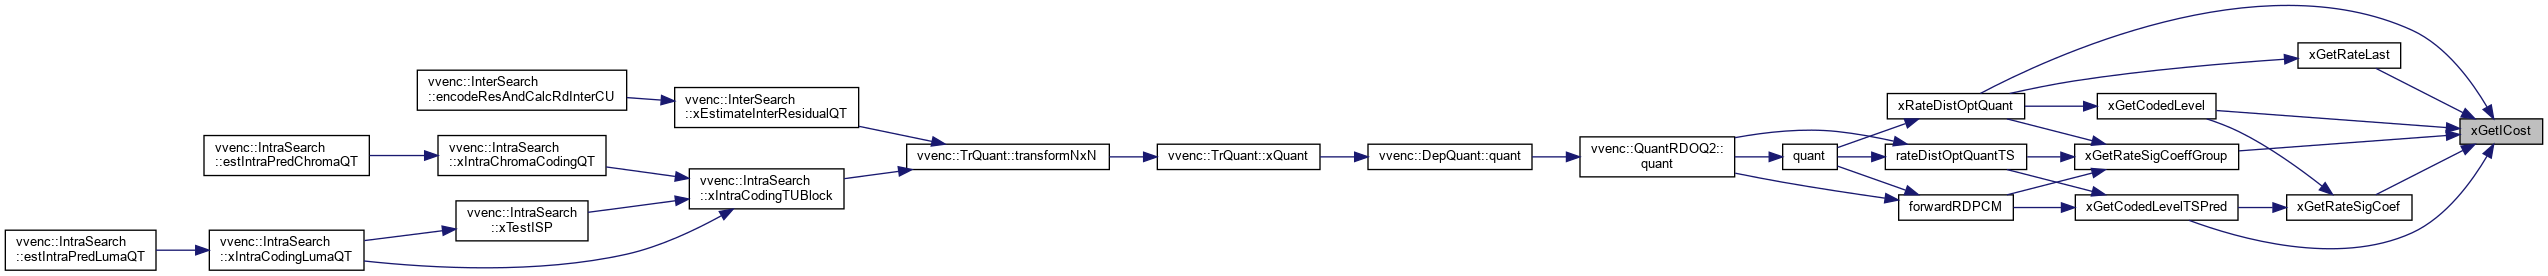 vvenc::IntraSearch
::estIntraPredLumaQT
vvenc::IntraSearch
::estIntraPredChromaQT
vvenc::IntraSearch
::xIntraCodingLumaQT
vvenc::InterSearch
::encodeResAndCalcRdInterCU
vvenc::IntraSearch
::xIntraChromaCodingQT
vvenc::IntraSearch
::xTestISP
vvenc::InterSearch
::xEstimateInterResidualQT
vvenc::IntraSearch
::xIntraCodingTUBlock
vvenc::TrQuant::transformNxN
vvenc::TrQuant::xQuant
vvenc::DepQuant::quant
vvenc::QuantRDOQ2::
quant
quant
xRateDistOptQuant
rateDistOptQuantTS
forwardRDPCM
xGetCodedLevel
xGetRateSigCoeffGroup
xGetCodedLevelTSPred
xGetRateLast
xGetRateSigCoef
xGetICost